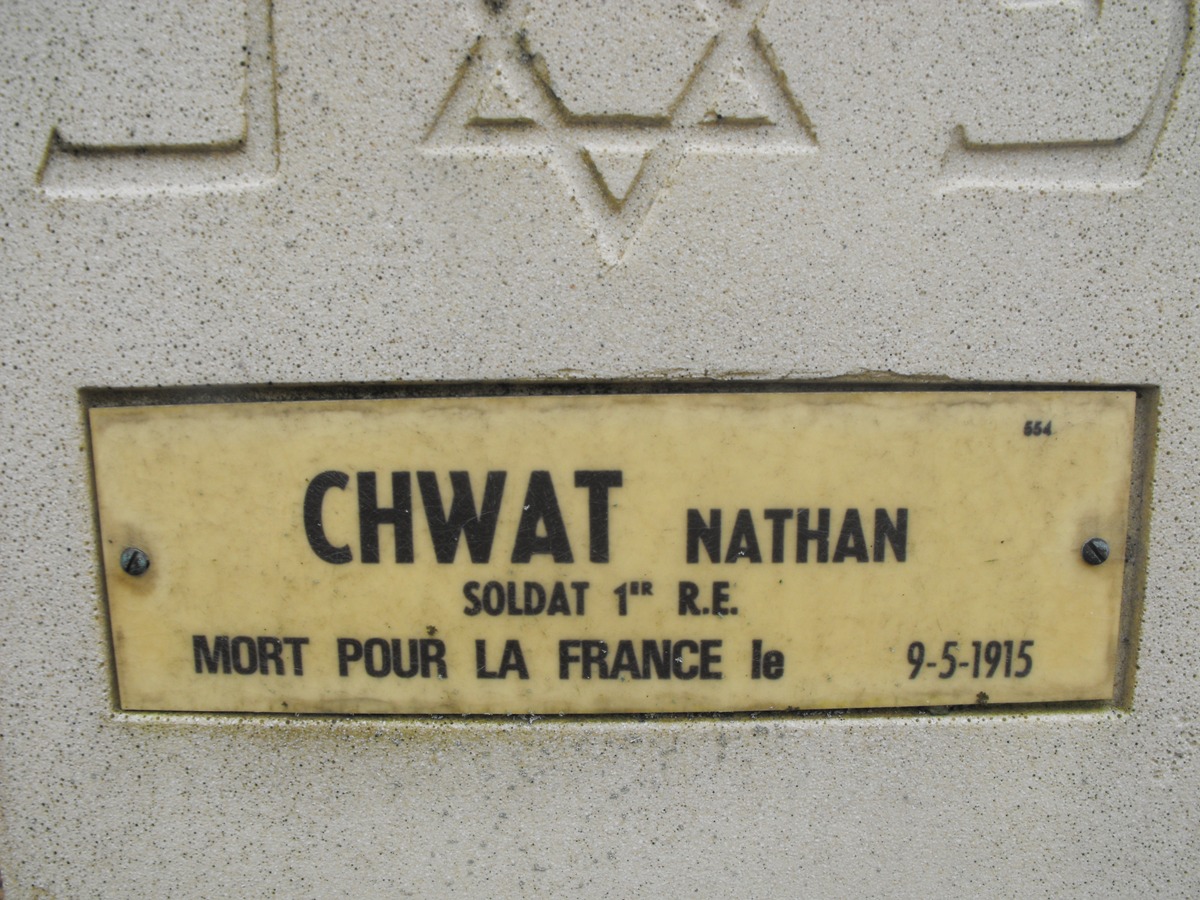 נ פ
554
CHWAT NATHAN
SOLDAT 1ER R.E.
MORT POUR LA FRANCE le 9-5-1915